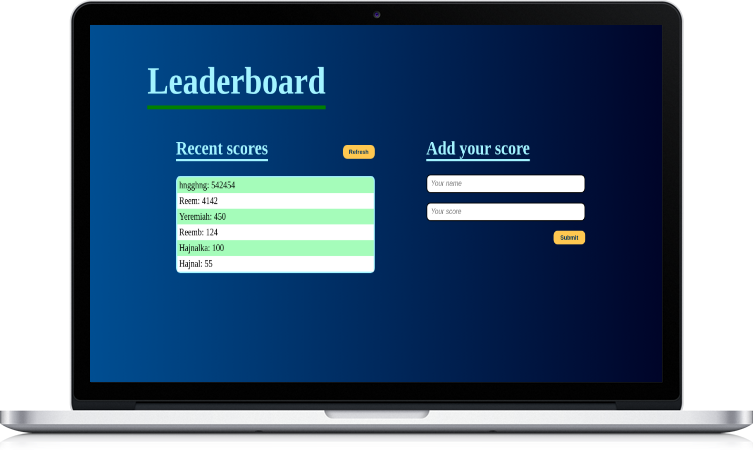 Leaderboard
Recent scores
Refresh
hngghng: 542454
Reem: 4142
Yeremiah: 450
Reemb: 124
Hajnalka: 100
Hajnal: 55
Add your score
Your name
Your score
Submit